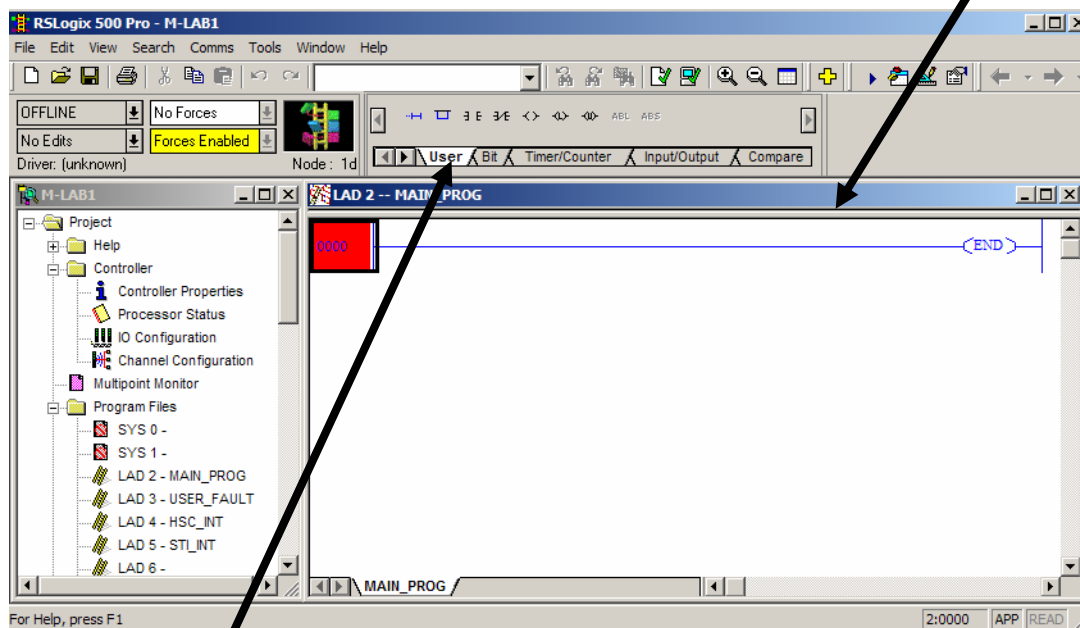 RSLogix 500 Pro - M-LAB1
File Edit View Search Comms Tools Window Help
OFFLINE No Forces
No Edits Forces Enabled
Driver: (unknown) Node : 1d
ABL ABS
User Bit Timer/Counter Input/Output Compare
M-LAB1
Project
Help
Controller
Controller Properties
Processor Status
IO Configuration
Channel Configuration
Multipoint Monitor
Program Files
SYS 0 -
SYS 1 -
LAD 2 - MAIN_PROG
LAD 3 - USER_FAULT
LAD 4 - HSC_INT
LAD 5 - STI_INT
LAD 6 -
LAD 2 -- MAIN_PROG
0000
END
MAIN_PROG
For Help, press F1
2:0000 APP READ